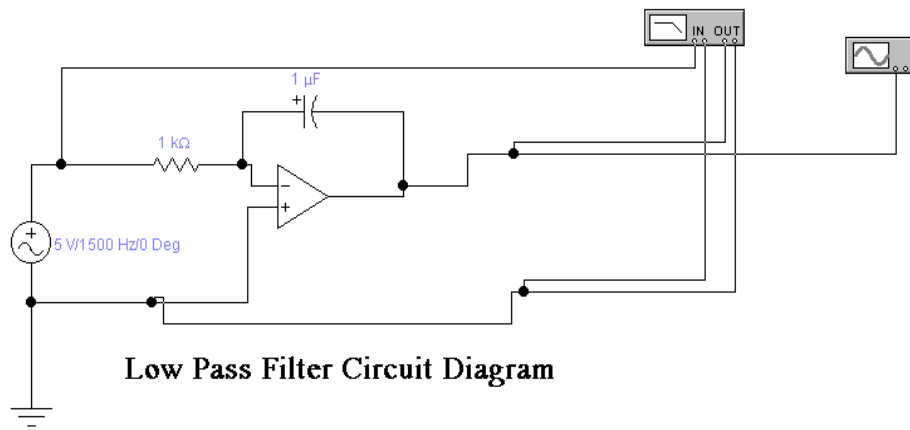 IN OUT
1 µF
1 kΩ
5 V/1500 Hz/0 Deg
Low Pass Filter Circuit Diagram